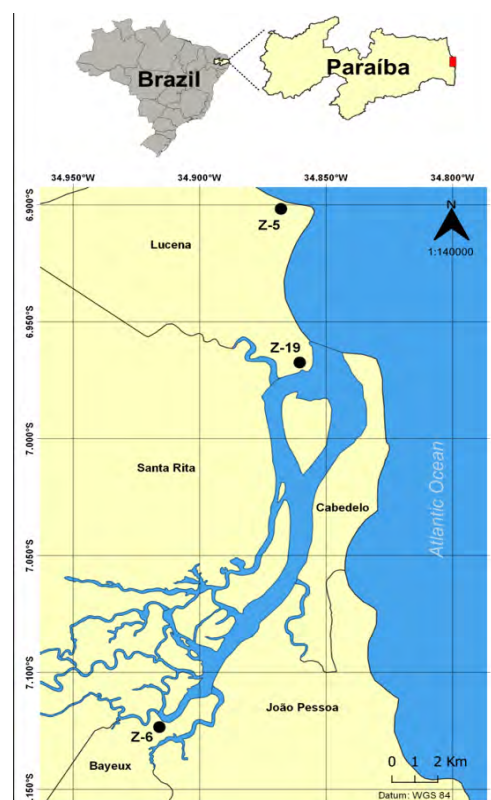 Brazil
Paraíba
34.950°W 34.900°W 34.850°W 34.800°W
6.900°S
6.950°S
7.000°S
7.050°S
7.100°S
.150°S
Z-5
N
1:140000
Lucena
Z-19
Santa Rita
Cabedelo
Atlantic Ocean
João Pessoa
Z-6
Bayeux
0 1 2 Km
Datum: WGS 84